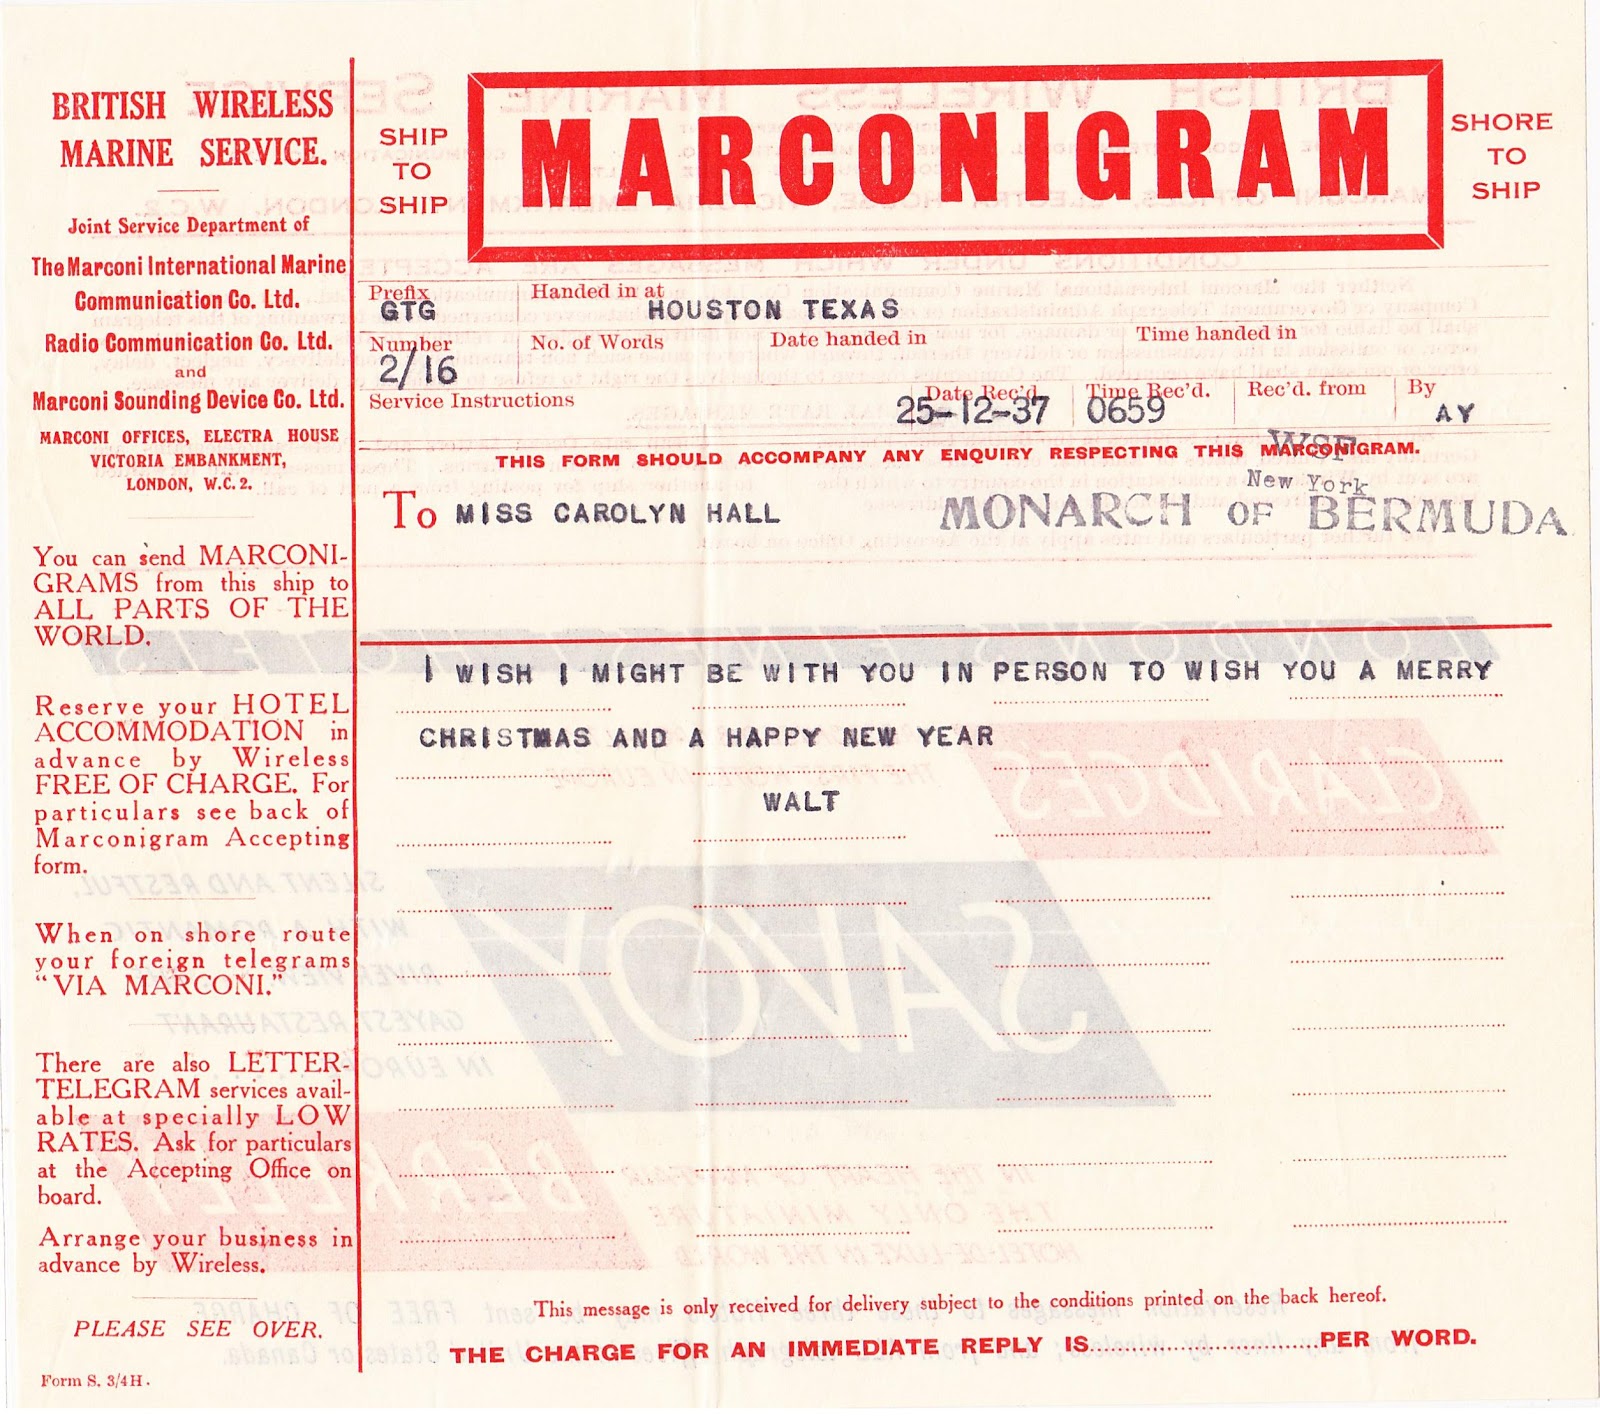 BRITISH WIRELESS
MARINE SERVICE.
Joint Service Department of
The Marconi International Marine
Communication Co. Ltd.
Radio Communication Co. Ltd.
and
Marconi Sounding Device Co. Ltd.
MARCONI OFFICES, ELECTRA HOUSE
VICTORIA EMBANKMENT,
LONDON, W.C.2.
You can send MARCONI-
GRAMS from this ship to
ALL PARTS OF THE
WORLD.
Reserve your HOTEL
ACCOMMODATION in
advance by Wireless
FREE OF CHARGE. For
particulars see back of
Marconigram Accepting
form.
When on shore route
your foreign telegrams
"VIA MARCONI."
There are also LETTER-
TELEGRAM services avail-
able at specially LOW
RATES. Ask for particulars
at the Accepting Office on
board.
Arrange your business in
advance by Wireless.
PLEASE SEE OVER.
Form S. 3/4H.
SHIP
TO
SHIP
MARCONIGRAM
SHORE
TO
SHIP
Prefix
GTG
Handed in at
HOUSTON TEXAS
Number
2/16
No. of Words
Date handed in
Time handed in
Service Instructions
Date Rec'd.
25-12-37
Time Rec'd.
0659
Rec'd. from
WSF
New York
By
AY
THIS FORM SHOULD ACCOMPANY ANY ENQUIRY RESPECTING THIS MARCONIGRAM.
To MISS CAROLYN HALL
MONARCH OF BERMUDA
I WISH I MIGHT BE WITH YOU IN PERSON TO WISH YOU A MERRY
CHRISTMAS AND A HAPPY NEW YEAR
WALT
This message is only received for delivery subject to the conditions printed on the back hereof.
THE CHARGE FOR AN IMMEDIATE REPLY IS..............................PER WORD.